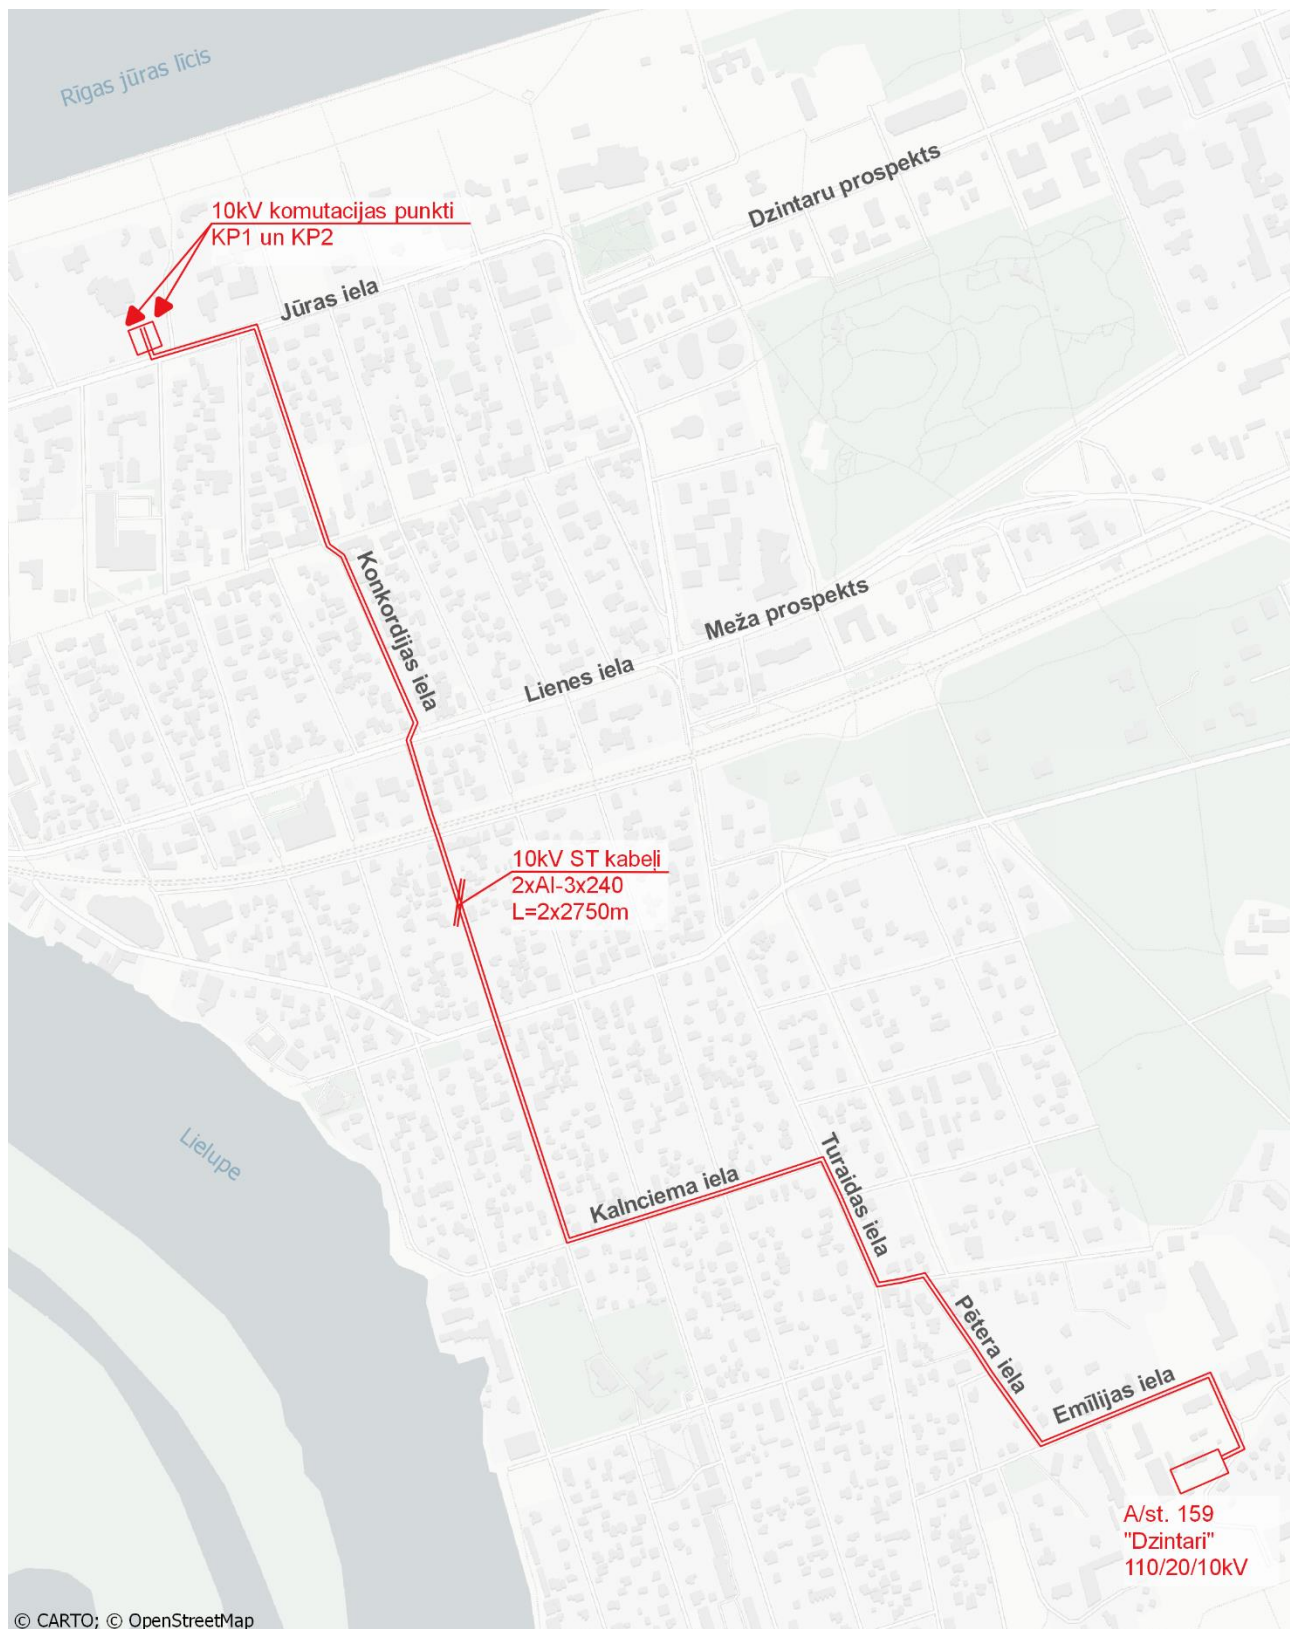 Rīgas jūras līcis
Dzintaru prospekts
10kV komutacijas punkti
KP1 un KP2
Jūras iela
Konkordijas iela
Meža prospekts
Lienes iela
10kV ST kabeļi
2xAl-3x240
L=2x2750m
Lielupe
Turaidas iela
Kalnciema iela
Pētera iela
Emīlijas iela
A/st. 159
"Dzintari"
110/20/10kV
© CARTO; © OpenStreetMap